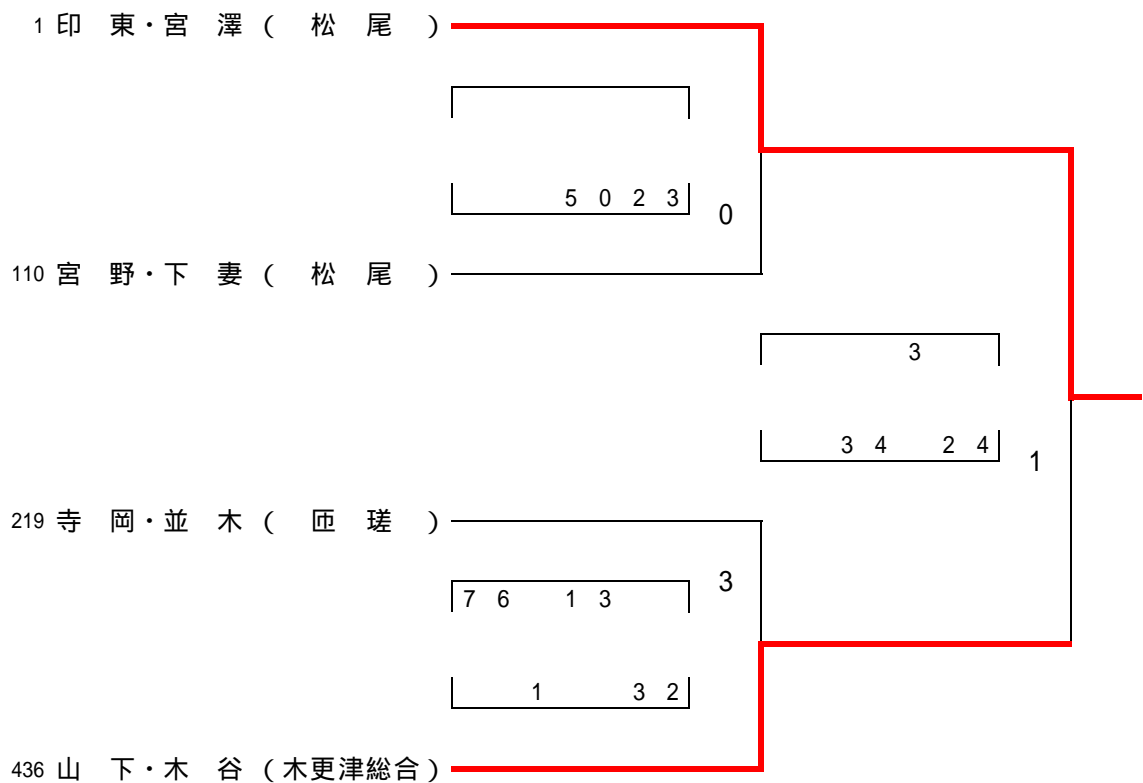 1 印 東・宮 澤 ( 松 尾 )
5 0 2 3
0
110 宮 野・下 妻 ( 松 尾 )
3
3 4 2 4
1
219 寺 岡・並 木 ( 匝 瑳 )
3
7 6 1 3
1 3 2
436 山 下・木 谷 ( 木更津総合 )